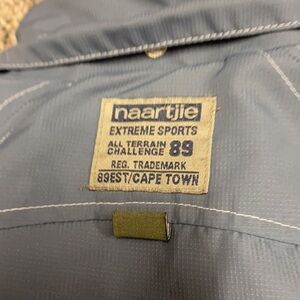 naartjie
EXTREME SPORTS
ALL TERRAIN
CHALLENGE 89
REG. TRADEMARK
89EST/CAPE TOWN